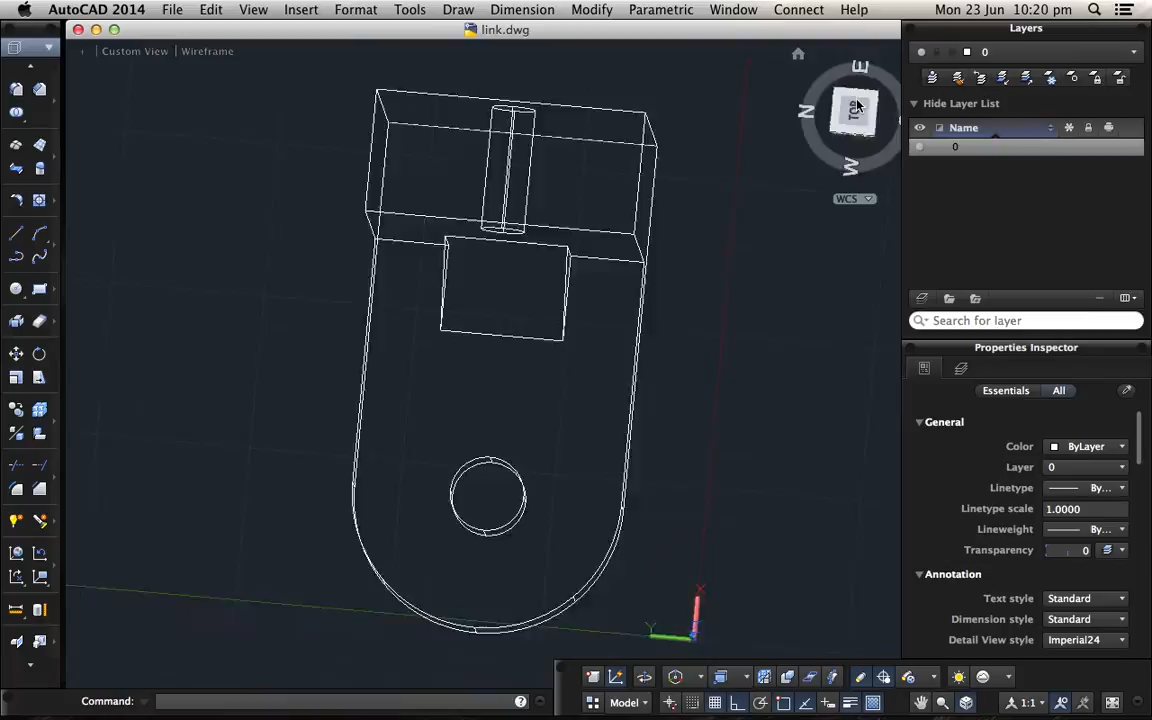 AutoCAD 2014 File Edit View Insert Format Tools Draw Dimension Modify Parametric Window Connect Help Mon 23 Jun 10:20 pm
link.dwg
Layers
Custom View Wireframe
0
E
N
TOP
W
WCS
Hide Layer List
Name
0
Search for layer
Properties Inspector
Essentials All
General
Color ByLayer
Layer 0
Linetype By...
Linetype scale 1.0000
Lineweight By...
Transparency 0
Annotation
Text style Standard
Dimension style Standard
Detail View style Imperial24
X
Y
Command: ?
Model 1:1